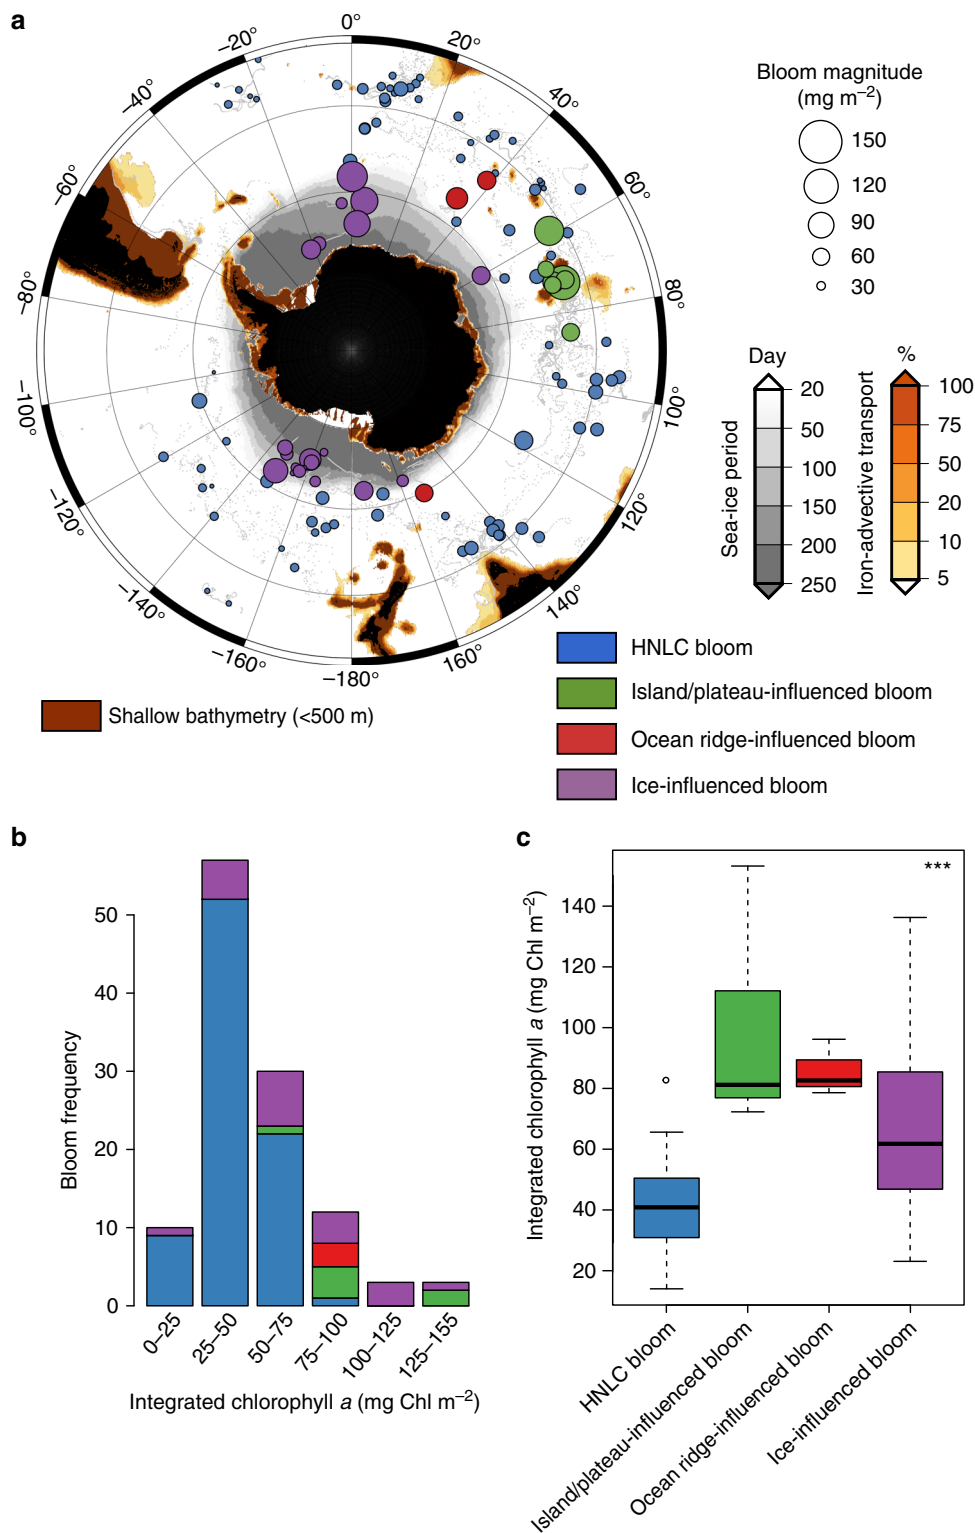 a
0°
20°
40°
60°
80°
100°
120°
140°
160°
−180°
−160°
−140°
−120°
−100°
−80°
−60°
−40°
−20°
Bloom magnitude
(mg m−2)
150
120
90
60
30
Day
20
50
100
150
200
250
Sea-ice period
%
100
75
50
20
10
5
Iron-advective transport
HNLC bloom
Island/plateau-influenced bloom
Ocean ridge-influenced bloom
Ice-influenced bloom
Shallow bathymetry (<500 m)
b
Bloom frequency
50
40
30
20
10
0
0–25
25–50
50–75
75–100
100–125
125–155
Integrated chlorophyll a (mg Chl m−2)
c
***
Integrated chlorophyll a (mg Chl m−2)
140
120
100
80
60
40
20
HNLC bloom
Island/plateau-influenced bloom
Ocean ridge-influenced bloom
Ice-influenced bloom